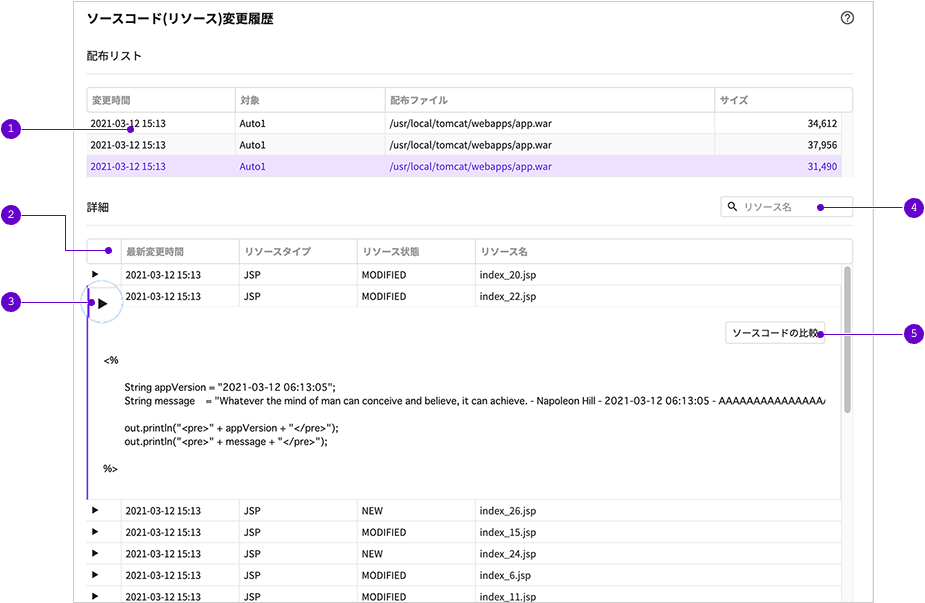 ソースコード(リソース)変更履歴
配布リスト
変更時間 対象 配布ファイル サイズ
1 2021-03-12 15:13 Auto1 /usr/local/tomcat/webapps/app.war 34,612
2021-03-12 15:13 Auto1 /usr/local/tomcat/webapps/app.war 37,956
2021-03-12 15:13 Auto1 /usr/local/tomcat/webapps/app.war 31,490
2 詳細 リソース名 4
最新変更時間 リソースタイプ リソース状態 リソース名
2021-03-12 15:13 JSP MODIFIED index_20.jsp
3 2021-03-12 15:13 JSP MODIFIED index_22.jsp
ソースコードの比較 5
<%
String appVersion = "2021-03-12 06:13:05";
String message = "Whatever the mind of man can conceive and believe, it can achieve. - Napoleon Hill - 2021-03-12 06:13:05 - AAAAAAAAAAAAAAA
out.println("<pre>" + appVersion + "</pre>");
out.println("<pre>" + message + "</pre>");
%>
2021-03-12 15:13 JSP NEW index_26.jsp
2021-03-12 15:13 JSP MODIFIED index_15.jsp
2021-03-12 15:13 JSP NEW index_24.jsp
2021-03-12 15:13 JSP MODIFIED index_6.jsp
2021-03-12 15:13 JSP MODIFIED index_11.jsp